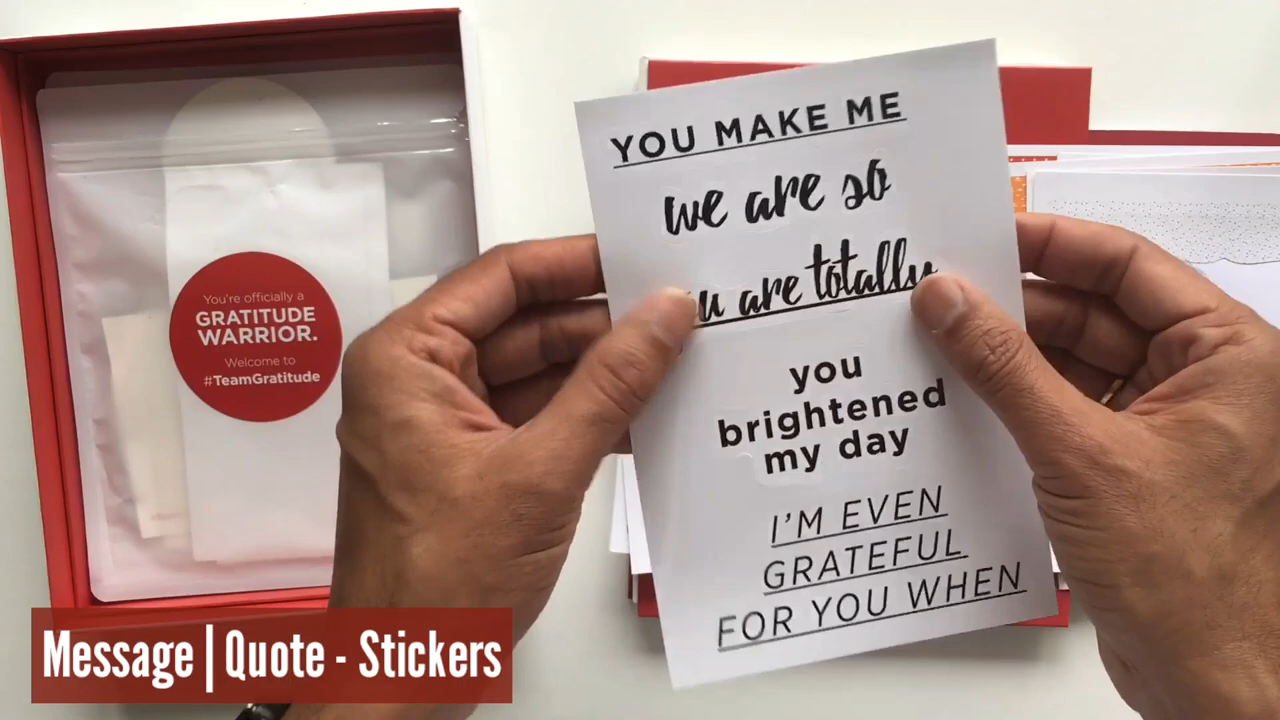 YOU MAKE ME
we are so
are totally
you
brightened
my day
I'M EVEN
GRATEFUL
FOR YOU WHEN
You're officially a
GRATITUDE
WARRIOR.
Welcome to
#TeamGratitude
Message | Quote - Stickers